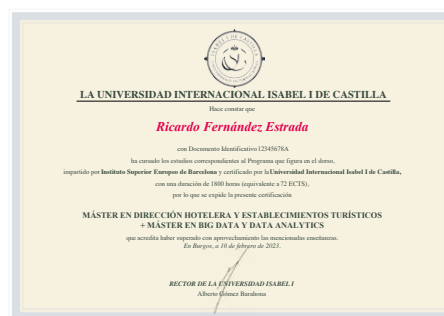 ISABEL I DE CASTILLA
LA UNIVERSIDAD INTERNACIONAL ISABEL I DE CASTILLA
Hace constar que
Ricardo Fernández Estrada
con Documento Identificativo 12345678A
ha cursado los estudios correspondientes al Programa que figura en el dorso,
impartido por Instituto Superior Europeo de Barcelona y certificado por la Universidad Internacional Isabel I de Castilla,
con una duración de 1800 horas (equivalente a 72 ECTS),
por lo que se expide la presente certificación
MÁSTER EN DIRECCIÓN HOTELERA Y ESTABLECIMIENTOS TURÍSTICOS
+ MÁSTER EN BIG DATA Y DATA ANALYTICS
que acredita haber superado con aprovechamiento las mencionadas enseñanzas.
En Burgos, a 16 de febrero de 2023.
RECTOR DE LA UNIVERSIDAD ISABEL I
Alberto Gómez Barahona